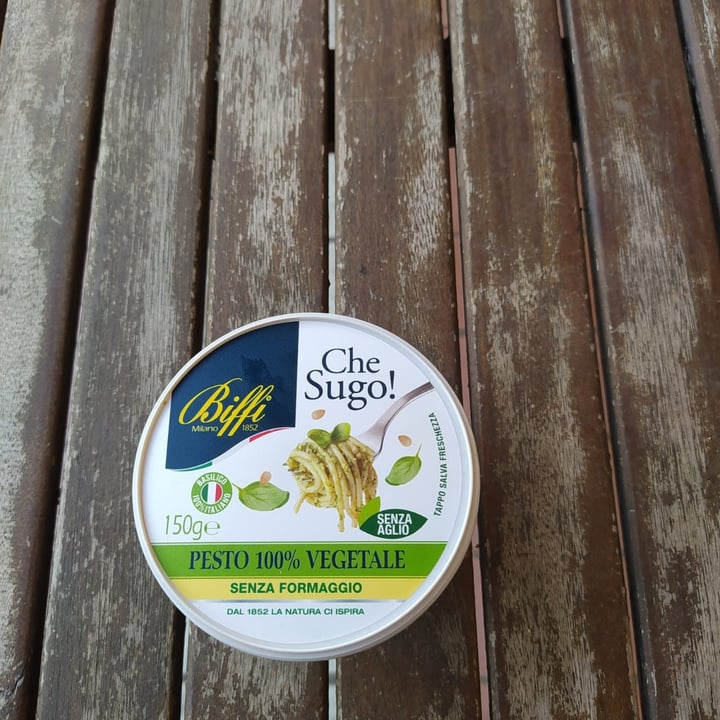 Che
Sugo!
Biffi
Milano 1852
TAPPO SALVA FRESCHEZZA
BASILICO
100% ITALIANO
150g℮
SENZA
AGLIO
PESTO 100% VEGETALE
SENZA FORMAGGIO
DAL 1852 LA NATURA CI ISPIRA